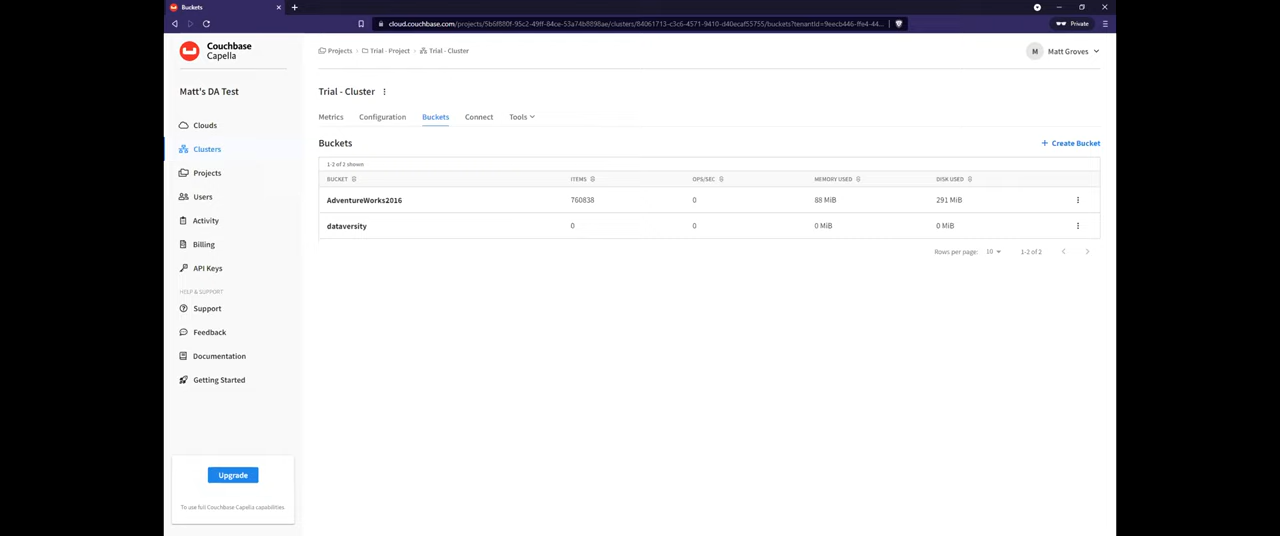 Buckets
cloud.couchbase.com/projects/5b6f880f-95c2-49ff-84ce-53a74b8898ae/clusters/84061713-c3c6-4571-9410-d40ecaf55755/buckets?tenantId=9eecb446-ffe4-44...
Private
Couchbase
Capella
Projects > Trial - Project > Trial - Cluster
M Matt Groves
Matt's DA Test
Trial - Cluster
Clouds
Clusters
Projects
Users
Activity
Billing
API Keys
HELP & SUPPORT
Support
Feedback
Documentation
Getting Started
Upgrade
To use full Couchbase Capella capabilities
Metrics Configuration Buckets Connect Tools
Buckets
+ Create Bucket
1-2 of 2 shown
BUCKET ITEMS OPS/SEC MEMORY USED DISK USED
AdventureWorks2016 760838 0 88 MiB 291 MiB
dataversity 0 0 0 MiB 0 MiB
Rows per page: 10 1-2 of 2